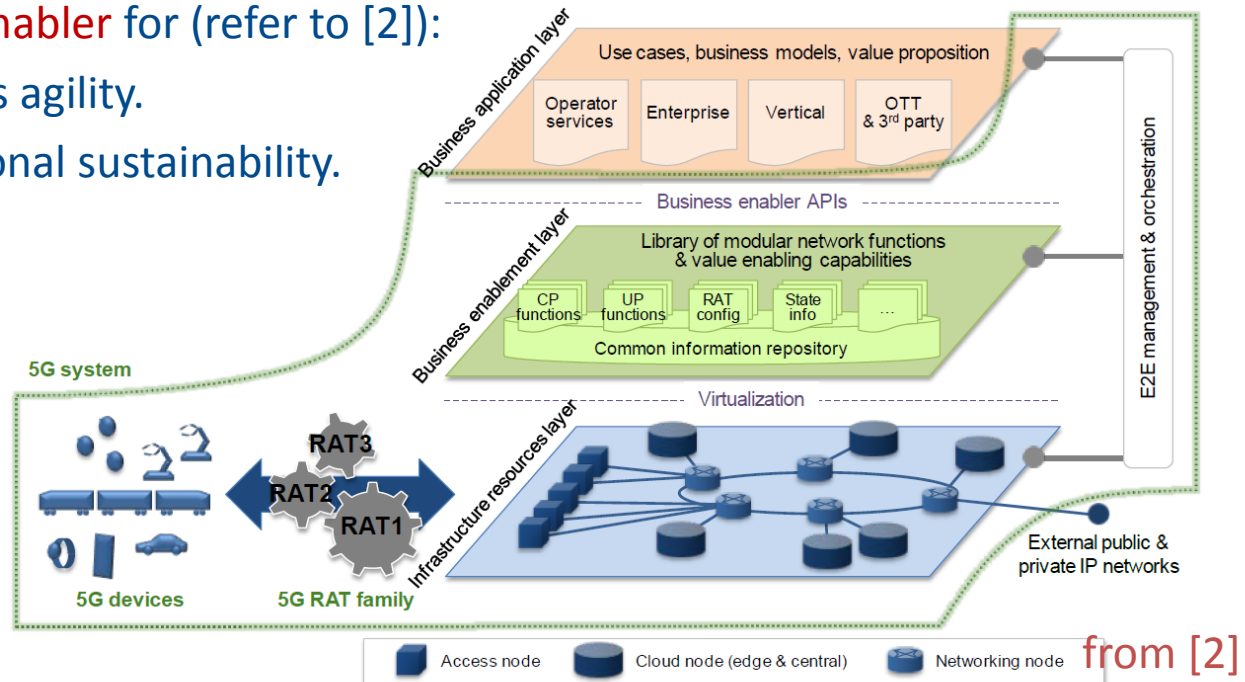 nabler for (refer to [2]):
s agility.
onal sustainability.
Business application layer
Use cases, business models, value proposition
Operator
services
Enterprise
Vertical
OTT
& 3rd party
Business enabler APIs
Business enablement layer
Library of modular network functions
& value enabling capabilities
CP
functions
UP
functions
RAT
config
State
info
...
Common information repository
E2E management & orchestration
Virtualization
5G system
Infrastructure resources layer
RAT3
RAT2
RAT1
5G devices
5G RAT family
External public &
private IP networks
Access node
Cloud node (edge & central)
Networking node
from [2]